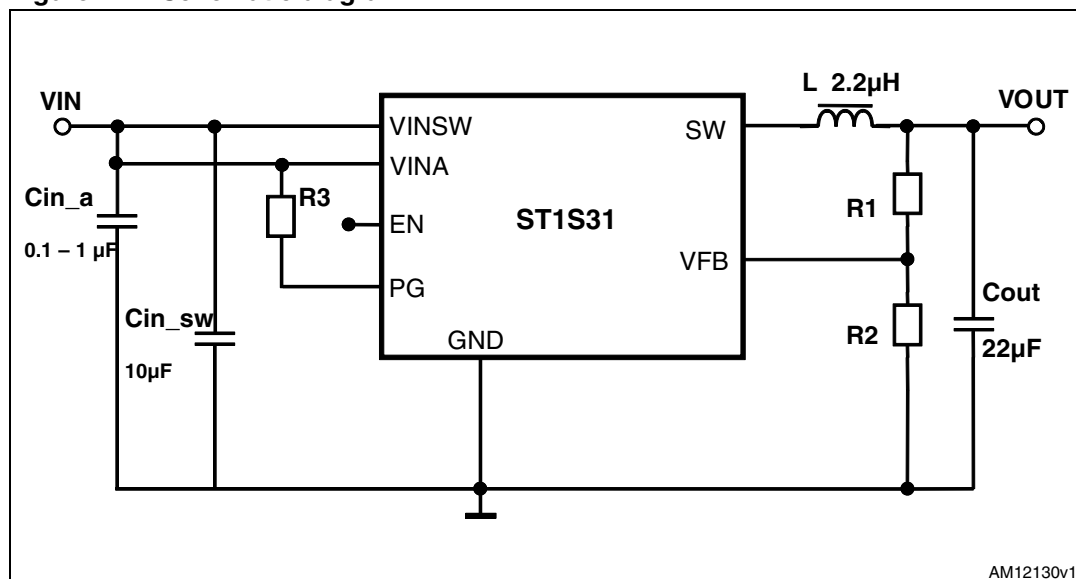 VIN
VINSW
VINA
EN
PG
GND
ST1S31
SW
VFB
L 2.2µH
VOUT
Cin_a
0.1 – 1 µF
Cin_sw
10µF
R3
R1
R2
Cout
22µF
AM12130v1